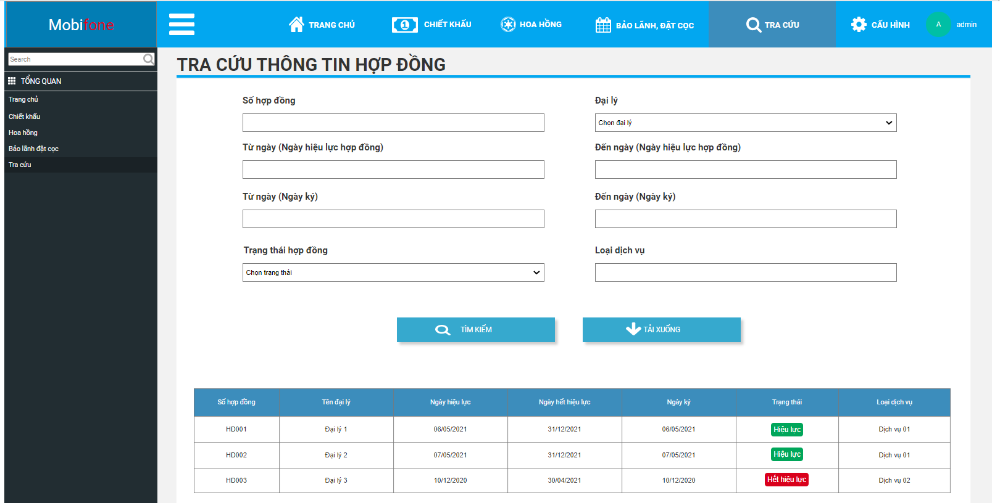 Mobifone
TRANG CHỦ
CHIẾT KHẤU
HOA HỒNG
BẢO LÃNH, ĐẶT CỌC
TRA CỨU
CẤU HÌNH
A
admin
Search
TỔNG QUAN
Trang chủ
Chiết khấu
Hoa hồng
Bảo lãnh đặt cọc
Tra cứu
TRA CỨU THÔNG TIN HỢP ĐỒNG
Số hợp đồng
Đại lý
Chọn đại lý
Từ ngày (Ngày hiệu lực hợp đồng)
Đến ngày (Ngày hiệu lực hợp đồng)
Từ ngày (Ngày ký)
Đến ngày (Ngày ký)
Trạng thái hợp đồng
Loại dịch vụ
Chọn trạng thái
TÌM KIẾM
TẢI XUỐNG
Số hợp đồng Tên đại lý Ngày hiệu lực Ngày hết hiệu lực Ngày ký Trạng thái Loại dịch vụ
HD001 Đại lý 1 06/05/2021 31/12/2021 06/05/2021 Hiệu lực Dịch vụ 01
HD002 Đại lý 2 07/05/2021 31/12/2021 07/05/2021 Hiệu lực Dịch vụ 01
HD003 Đại lý 3 10/12/2020 30/04/2021 10/12/2020 Hết hiệu lực Dịch vụ 02